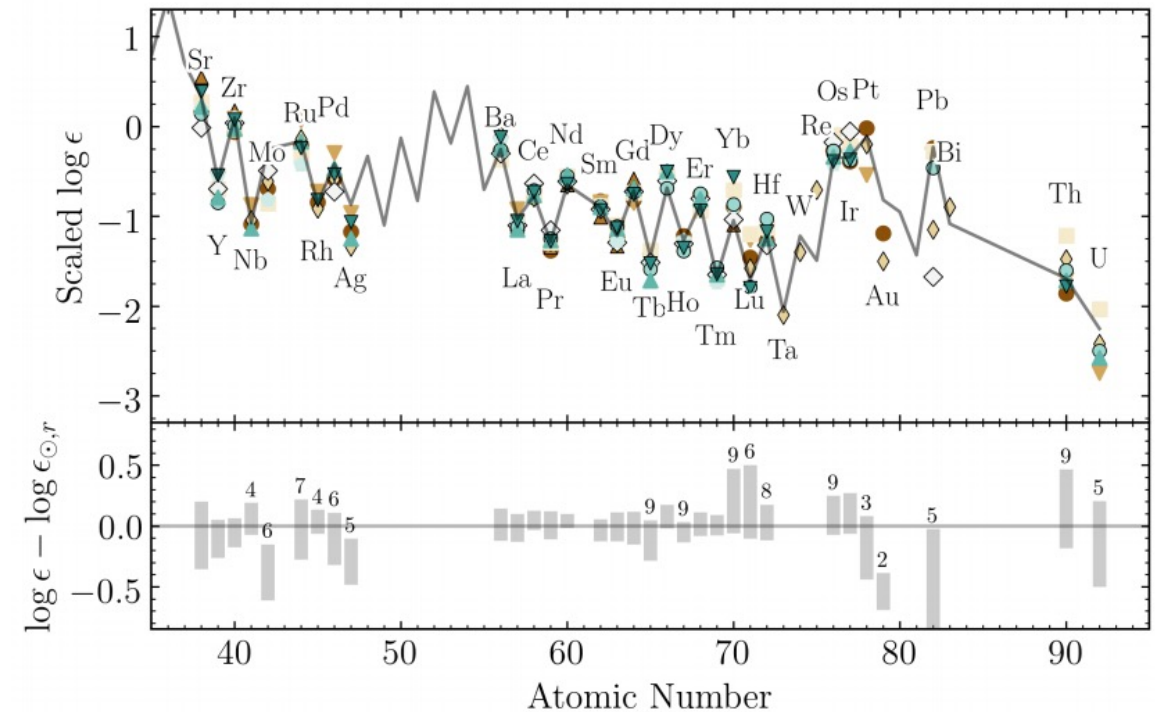 Scaled log ϵ
1
0
−1
−2
−3
Sr
Y
Zr
Nb
Mo
Ru
Rh
Pd
Ag
Ba
La
Ce
Pr
Nd
Sm
Eu
Gd
Tb
Dy
Ho
Er
Tm
Yb
Lu
Hf
Ta
W
Re
Os
Ir
Pt
Au
Pb
Bi
Th
U
log ϵ − log ϵ⊙,r
0.5
0.0
−0.5
4
6
7
4
6
5
9
9
9
6
8
9
3
2
5
9
5
40
50
60
70
80
90
Atomic Number